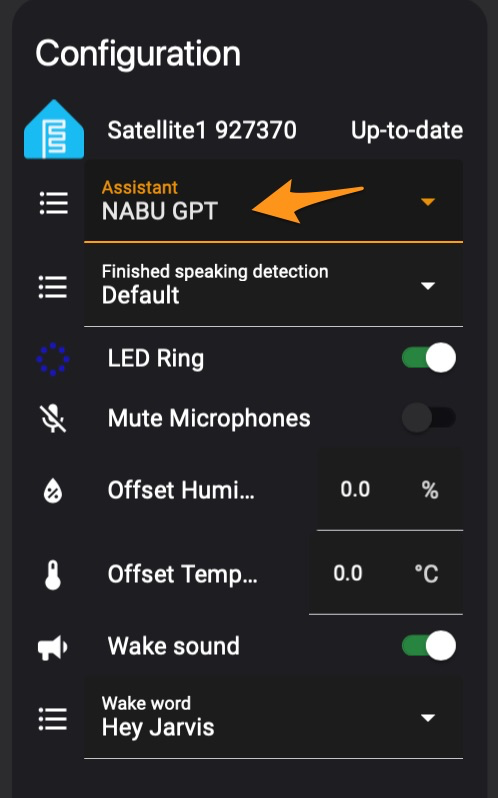 Configuration
Satellite1 927370 Up-to-date
Assistant
NABU GPT
Finished speaking detection
Default
LED Ring
Mute Microphones
Offset Humi... 0.0 %
Offset Temp... 0.0 °C
Wake sound
Wake word
Hey Jarvis